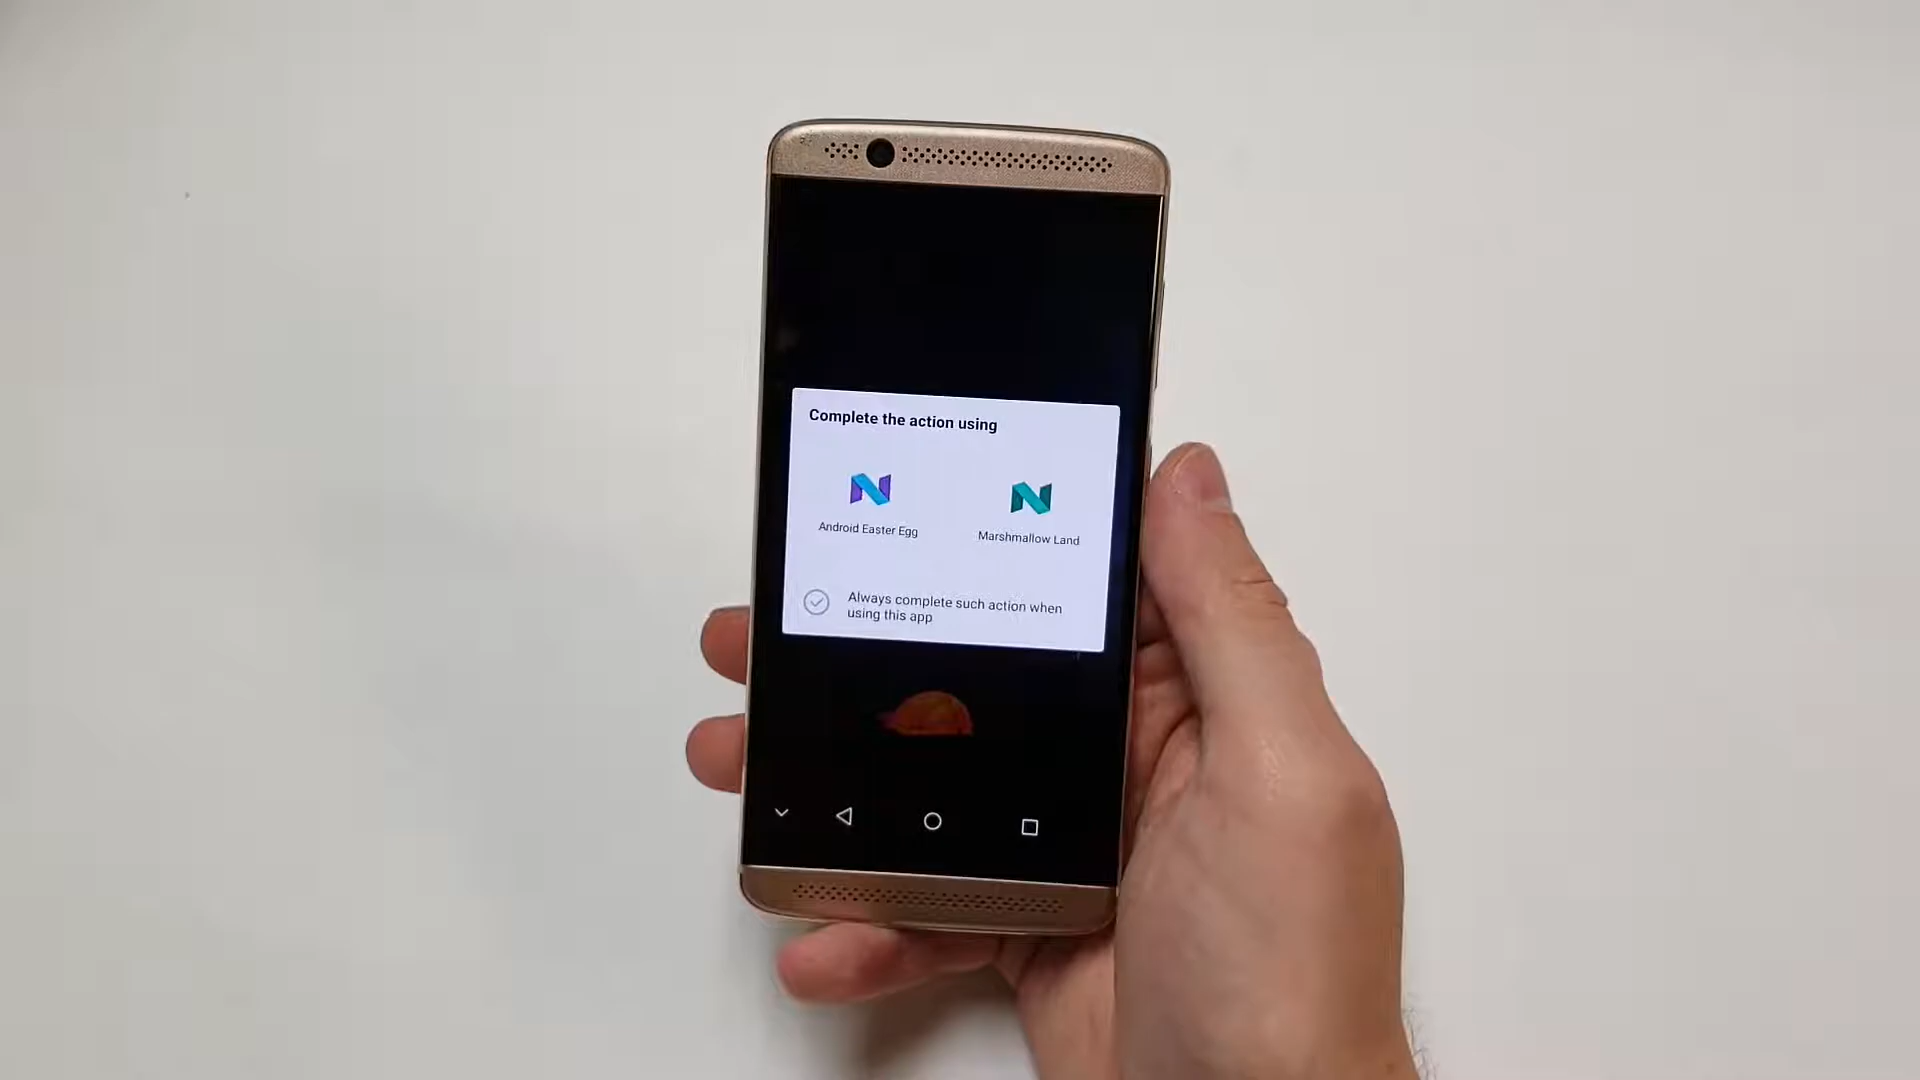 Complete the action using
Android Easter Egg
Marshmallow Land
Always complete such action when
using this app